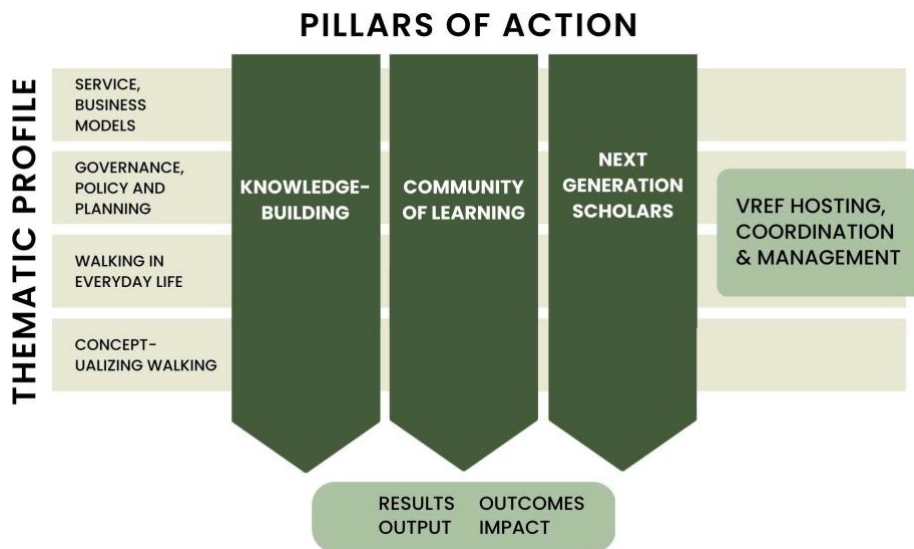 PILLARS OF ACTION
THEMATIC PROFILE
SERVICE,
BUSINESS
MODELS
GOVERNANCE,
POLICY AND
PLANNING
WALKING IN
EVERYDAY LIFE
CONCEPT-
UALIZING WALKING
KNOWLEDGE-
BUILDING
COMMUNITY
OF LEARNING
NEXT
GENERATION
SCHOLARS
VREF HOSTING,
COORDINATION
& MANAGEMENT
RESULTS OUTCOMES
OUTPUT IMPACT